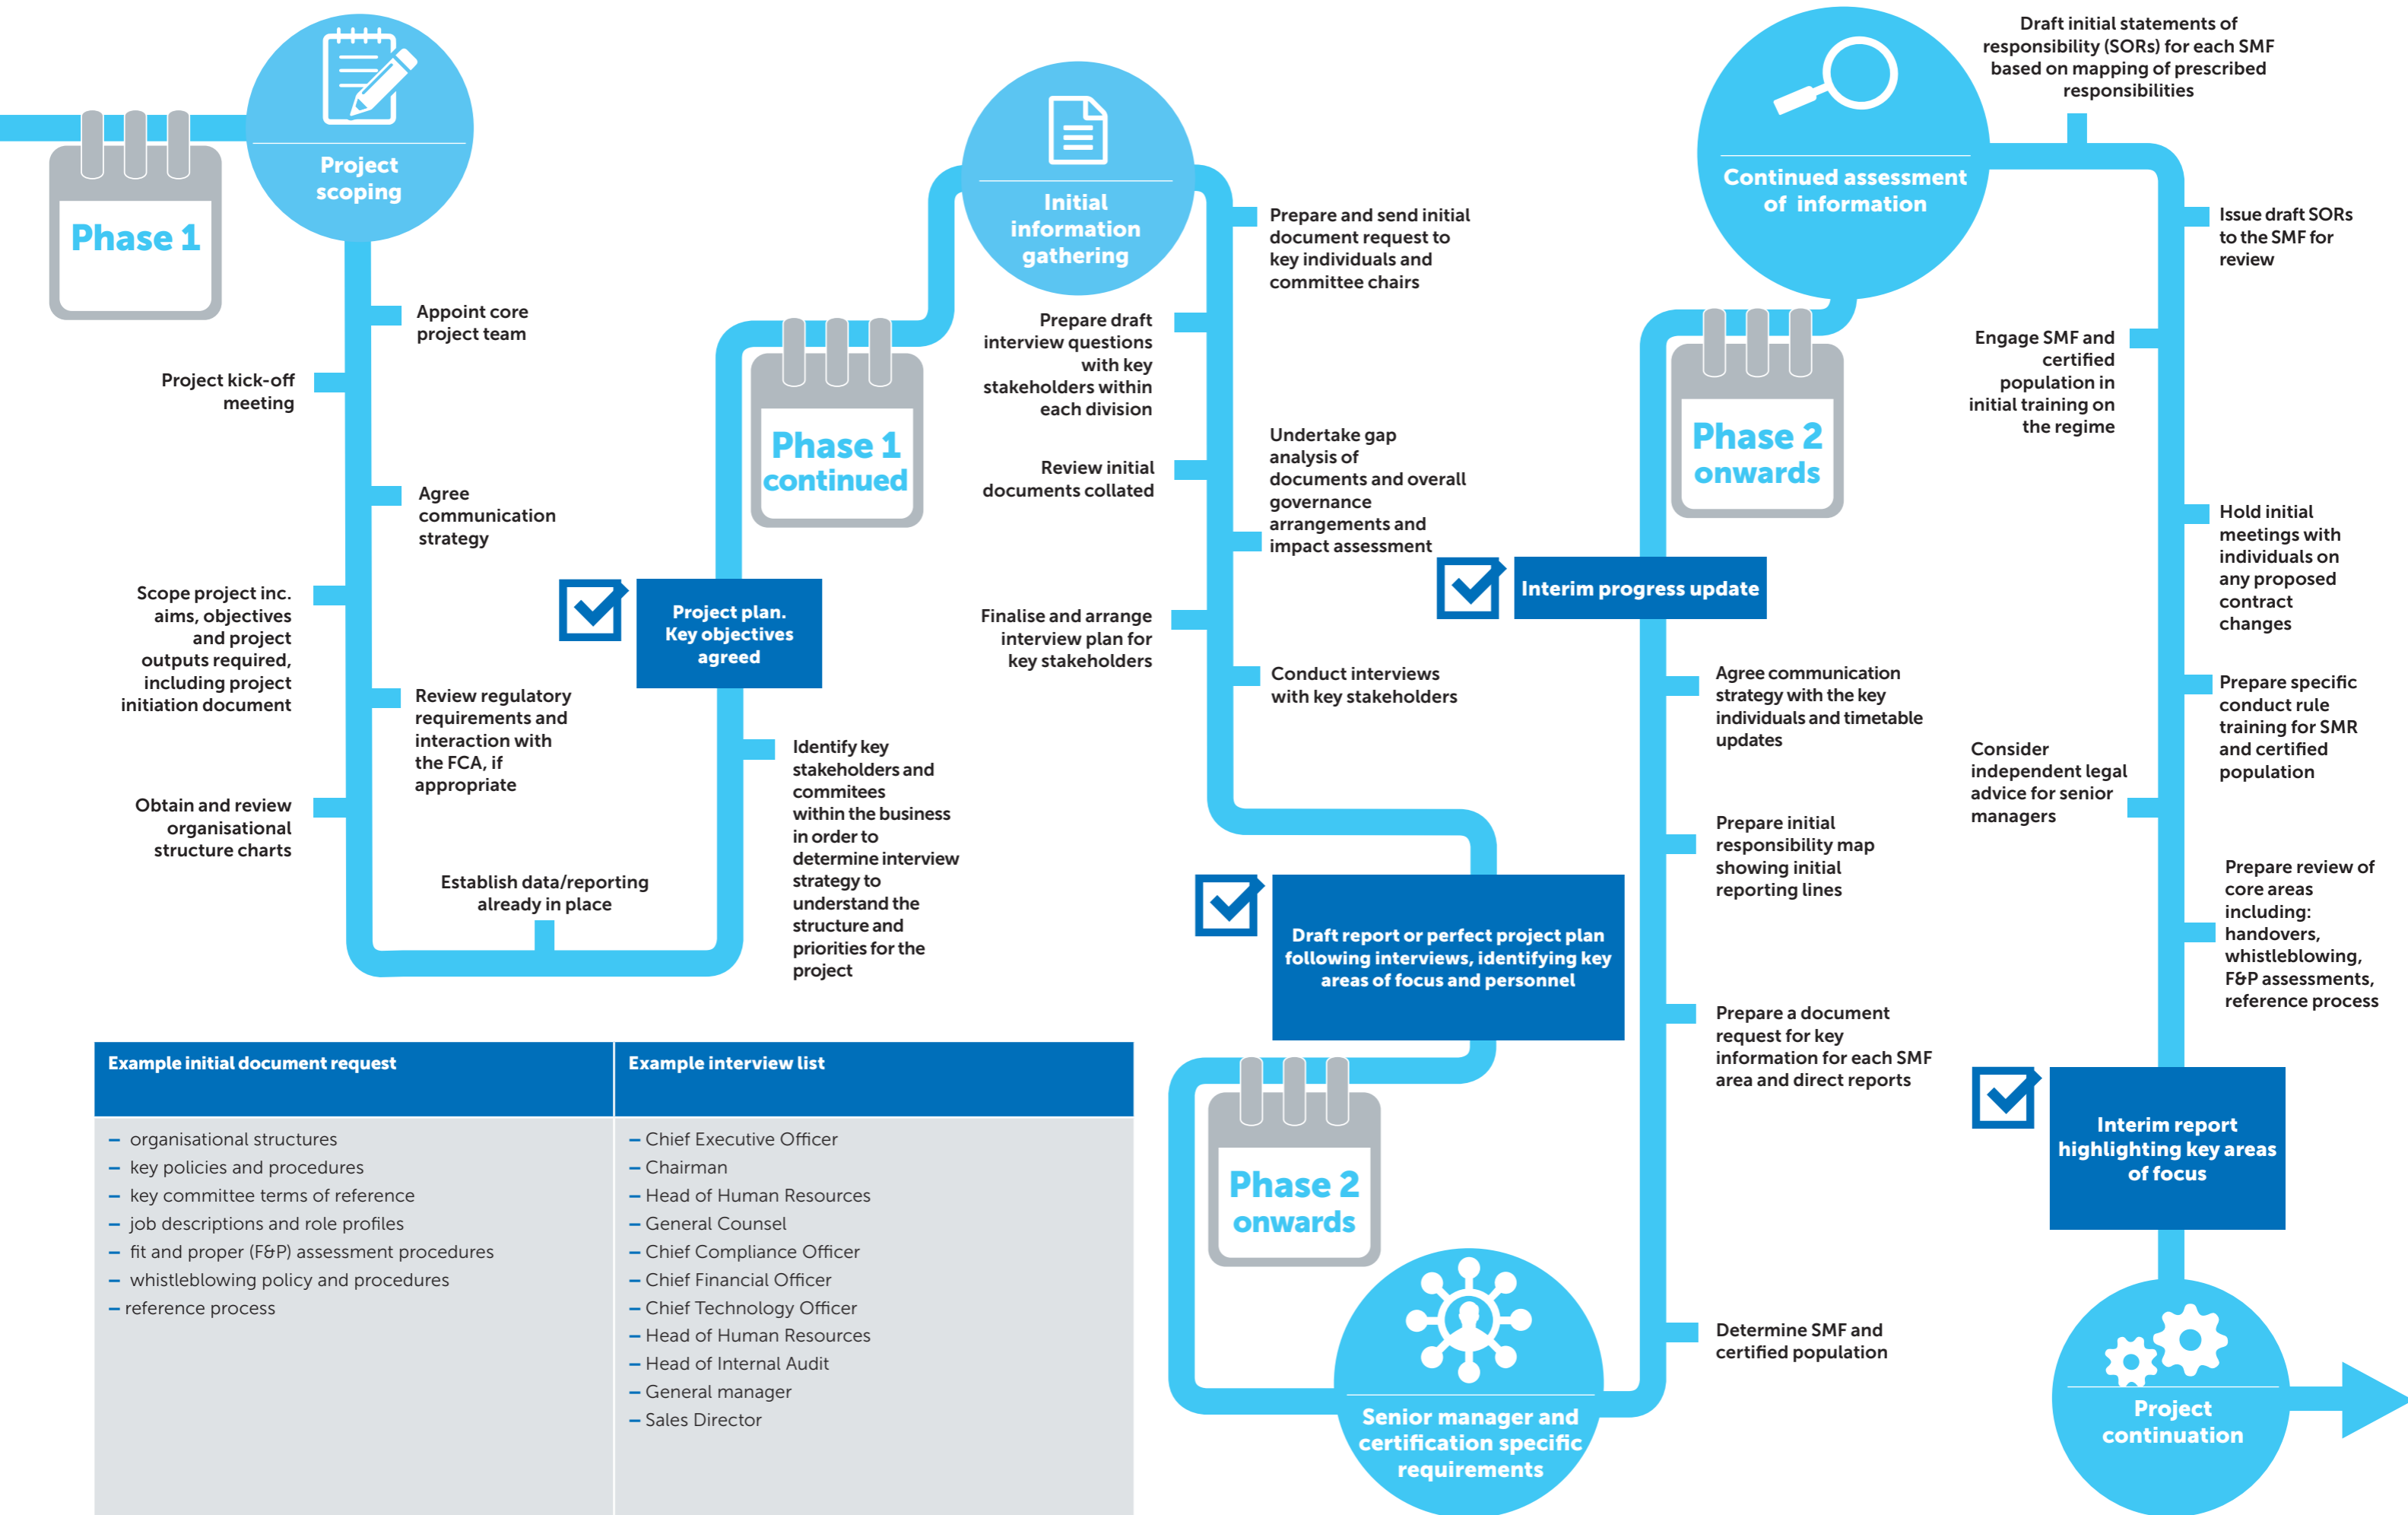 Phase 1
Project
scoping
Appoint core
project team
Project kick-off
meeting
Agree
communication
strategy
Scope project inc.
aims, objectives
and project
outputs required,
including project
initiation document
Review regulatory
requirements and
interaction with
the FCA, if
appropriate
Obtain and review
organisational
structure charts
Establish data/reporting
already in place
Identify key
stakeholders and
commitees
within the business
in order to
determine interview
strategy to
understand the
structure and
priorities for the
project
Project plan.
Key objectives
agreed
Phase 1
continued
Initial
information
gathering
Prepare and send initial
document request to
key individuals and
committee chairs
Prepare draft
interview questions
with key
stakeholders within
each division
Review initial
documents collated
Undertake gap
analysis of
documents and overall
governance
arrangements and
impact assessment
Finalise and arrange
interview plan for
key stakeholders
Conduct interviews
with key stakeholders
Draft report or perfect project plan
following interviews, identifying key
areas of focus and personnel
Phase 2
onwards
Senior manager and
certification specific
requirements
Determine SMF and
certified population
Prepare a document
request for key
information for each SMF
area and direct reports
Prepare initial
responsibility map
showing initial
reporting lines
Agree communication
strategy with the key
individuals and timetable
updates
Interim progress update
Phase 2
onwards
Continued assessment
of information
Draft initial statements of
responsibility (SORs) for each SMF
based on mapping of prescribed
responsibilities
Issue draft SORs
to the SMF for
review
Engage SMF and
certified
population in
initial training on
the regime
Hold initial
meetings with
individuals on
any proposed
contract
changes
Prepare specific
conduct rule
training for SMR
and certified
population
Consider
independent legal
advice for senior
managers
Prepare review of
core areas
including:
handovers,
whistleblowing,
F&P assessments,
reference process
Interim report
highlighting key areas
of focus
Project
continuation
Example initial document request
– organisational structures
– key policies and procedures
– key committee terms of reference
– job descriptions and role profiles
– fit and proper (F&P) assessment procedures
– whistleblowing policy and procedures
– reference process
Example interview list
– Chief Executive Officer
– Chairman
– Head of Human Resources
– General Counsel
– Chief Compliance Officer
– Chief Financial Officer
– Chief Technology Officer
– Head of Human Resources
– Head of Internal Audit
– General manager
– Sales Director